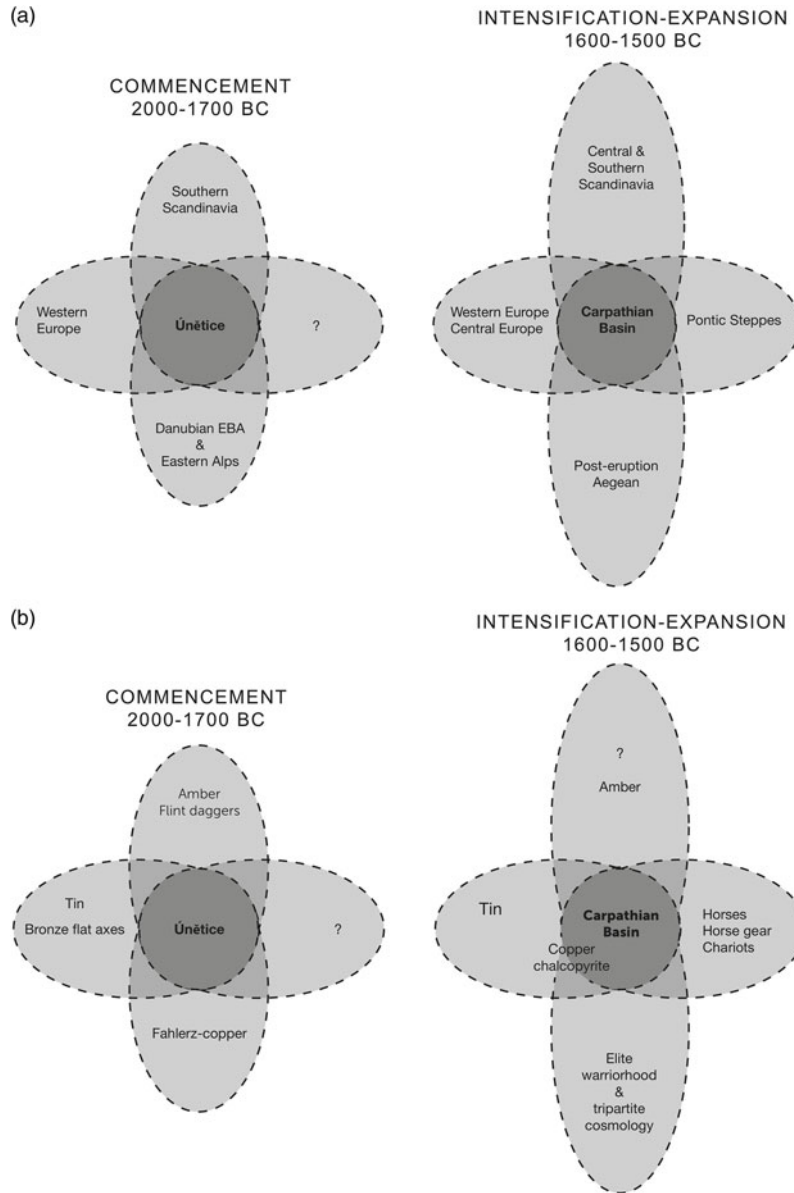 (a)
COMMENCEMENT
2000-1700 BC
Southern
Scandinavia
Western
Europe
Únětice
?
Danubian EBA
&
Eastern Alps
INTENSIFICATION-EXPANSION
1600-1500 BC
Central &
Southern
Scandinavia
Western Europe
Central Europe
Carpathian
Basin
Pontic Steppes
Post-eruption
Aegean
(b)
COMMENCEMENT
2000-1700 BC
Amber
Flint daggers
Tin
Bronze flat axes
Únětice
?
Fahlerz-copper
INTENSIFICATION-EXPANSION
1600-1500 BC
?
Amber
Tin
Carpathian
Basin
Copper
chalcopyrite
Horses
Horse gear
Chariots
Elite
warriorhood
&
tripartite
cosmology